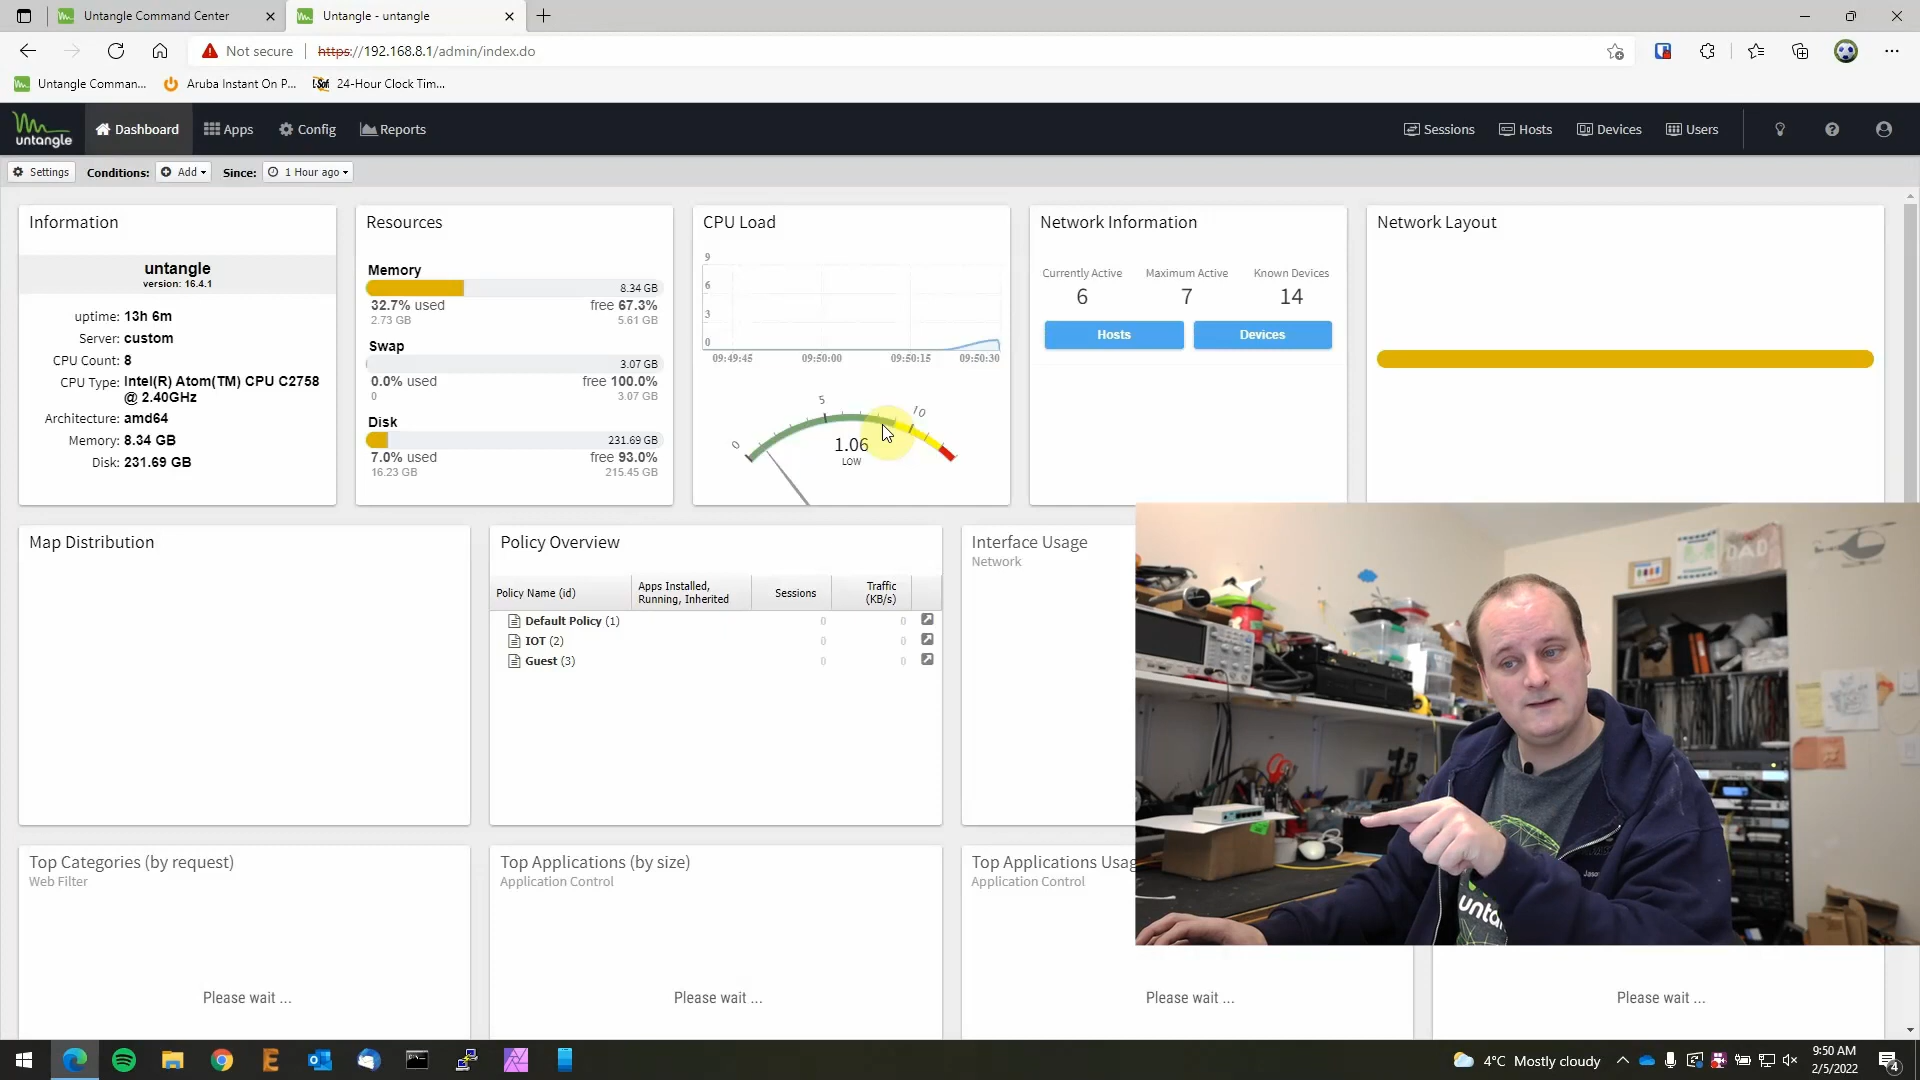 Untangle Command Center
Untangle - untangle
Not secure
https://192.168.8.1/admin/index.do
Untangle Comman...
Aruba Instant On P...
24-Hour Clock Tim...
untangle
Dashboard
Apps
Config
Reports
Sessions
Hosts
Devices
Users
Settings
Conditions:
Add
Since:
1 Hour ago
Information
untangle
version: 16.4.1
uptime: 13h 6m
Server: custom
CPU Count: 8
CPU Type: Intel(R) Atom(TM) CPU C2758
@ 2.40GHz
Architecture: amd64
Memory: 8.34 GB
Disk: 231.69 GB
Resources
Memory
8.34 GB
32.7% used free 67.3%
2.73 GB 5.61 GB
Swap
3.07 GB
0.0% used free 100.0%
0 3.07 GB
Disk
231.69 GB
7.0% used free 93.0%
16.23 GB 215.45 GB
CPU Load
9
6
3
0
09:49:45 09:50:00 09:50:15 09:50:30
0 5 10
1.06
LOW
Network Information
Currently Active Maximum Active Known Devices
6 7 14
Hosts Devices
Network Layout
Map Distribution
Policy Overview
Policy Name (id) Apps Installed, Running, Inherited Sessions Traffic (KB/s)
Default Policy (1) 0 0
IOT (2) 0 0
Guest (3) 0 0
Interface Usage
Network
DAD
Jaso
unta
Top Categories (by request)
Web Filter
Please wait ...
Top Applications (by size)
Application Control
Please wait ...
Top Applications Usag
Application Control
Please wait ...
Please wait ...
4°C Mostly cloudy
9:50 AM
2/5/2022
4